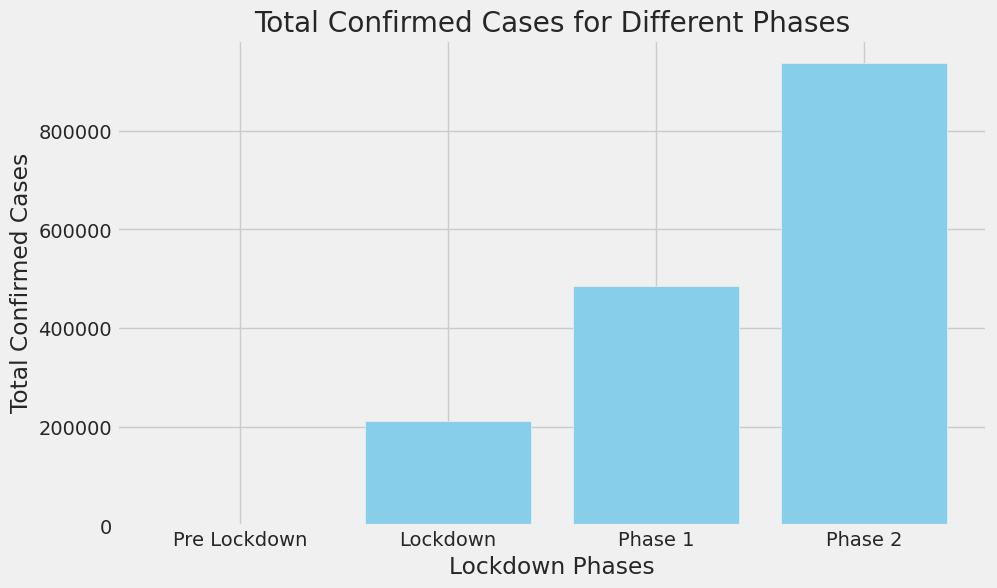 Total Confirmed Cases for Different Phases
Total Confirmed Cases
800000
600000
400000
200000
0
Pre Lockdown
Lockdown
Phase 1
Phase 2
Lockdown Phases